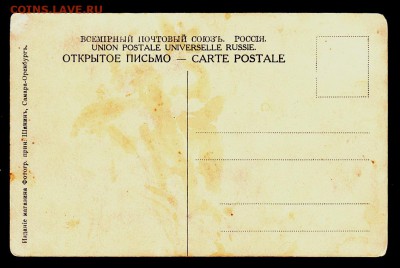 COINS.LAVE.RU
ВСЕМІРНЫЙ ПОЧТОВЫЙ СОЮЗЪ. РОССІЯ.
UNION POSTALE UNIVERSELLE RUSSIE.
ОТКРЫТОЕ ПИСЬМО — CARTE POSTALE
Изданіе магазина Фотогр. прин. Самара-Оренбургъ.